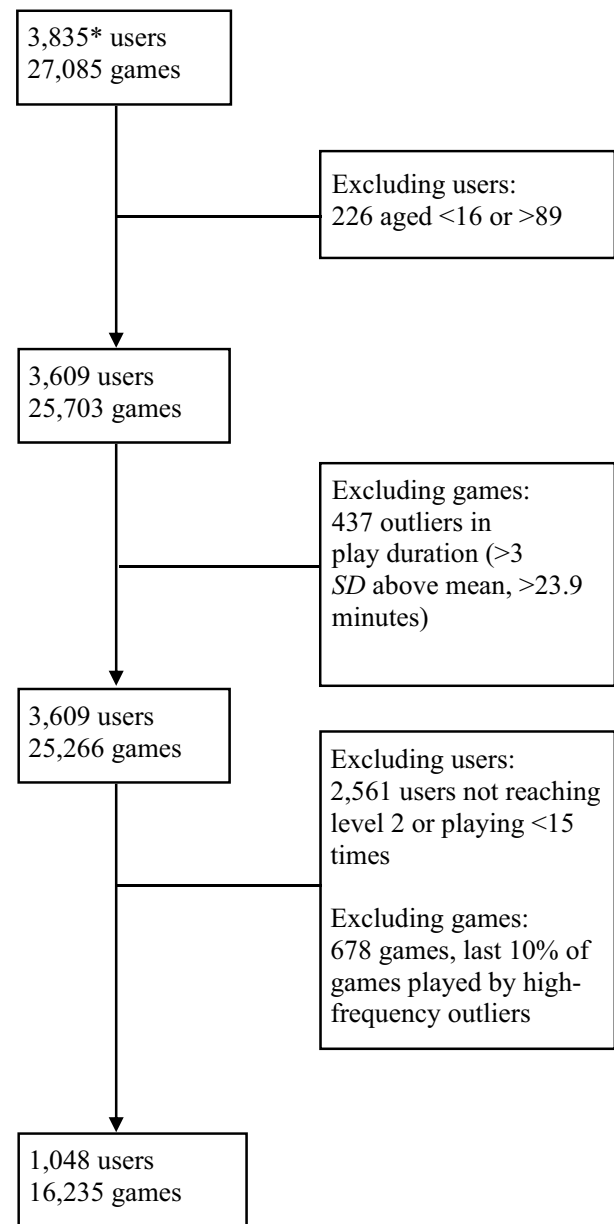 3,835* users
27,085 games
Excluding users:
226 aged <16 or >89
3,609 users
25,703 games
Excluding games:
437 outliers in
play duration (>3
SD above mean, >23.9
minutes)
3,609 users
25,266 games
Excluding users:
2,561 users not reaching
level 2 or playing <15
times
Excluding games:
678 games, last 10% of
games played by high-
frequency outliers
1,048 users
16,235 games